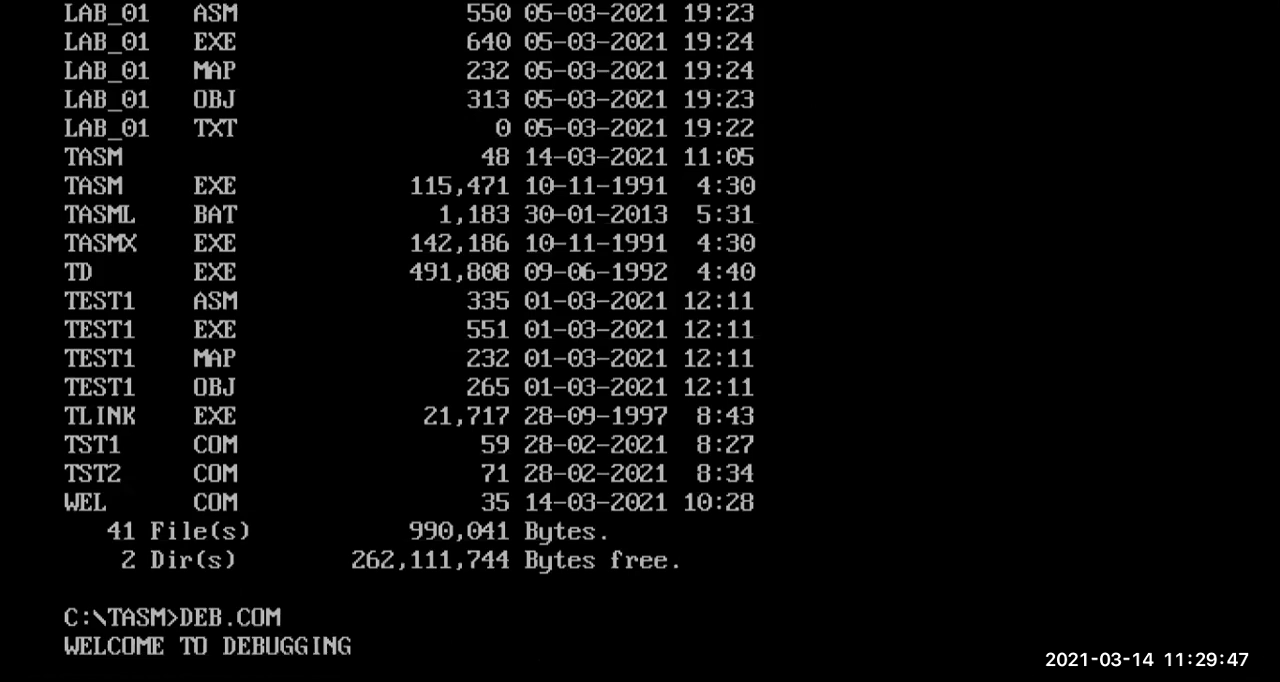 LAB_01   ASM                550 05-03-2021 19:23
LAB_01   EXE                640 05-03-2021 19:24
LAB_01   MAP                232 05-03-2021 19:24
LAB_01   OBJ                313 05-03-2021 19:23
LAB_01   TXT                  0 05-03-2021 19:22
TASM                         48 14-03-2021 11:05
TASM     EXE            115,471 10-11-1991  4:30
TASML    BAT              1,183 30-01-2013  5:31
TASMX    EXE            142,186 10-11-1991  4:30
TD       EXE            491,808 09-06-1992  4:40
TEST1    ASM                335 01-03-2021 12:11
TEST1    EXE                551 01-03-2021 12:11
TEST1    MAP                232 01-03-2021 12:11
TEST1    OBJ                265 01-03-2021 12:11
TLINK    EXE             21,717 28-09-1997  8:43
TST1     COM                 59 28-02-2021  8:27
TST2     COM                 71 28-02-2021  8:34
WEL      COM                 35 14-03-2021 10:28
   41 File(s)           990,041 Bytes.
    2 Dir(s)        262,111,744 Bytes free.
C:\TASM>DEB.COM
WELCOME TO DEBUGGING
2021-03-14 11:29:47